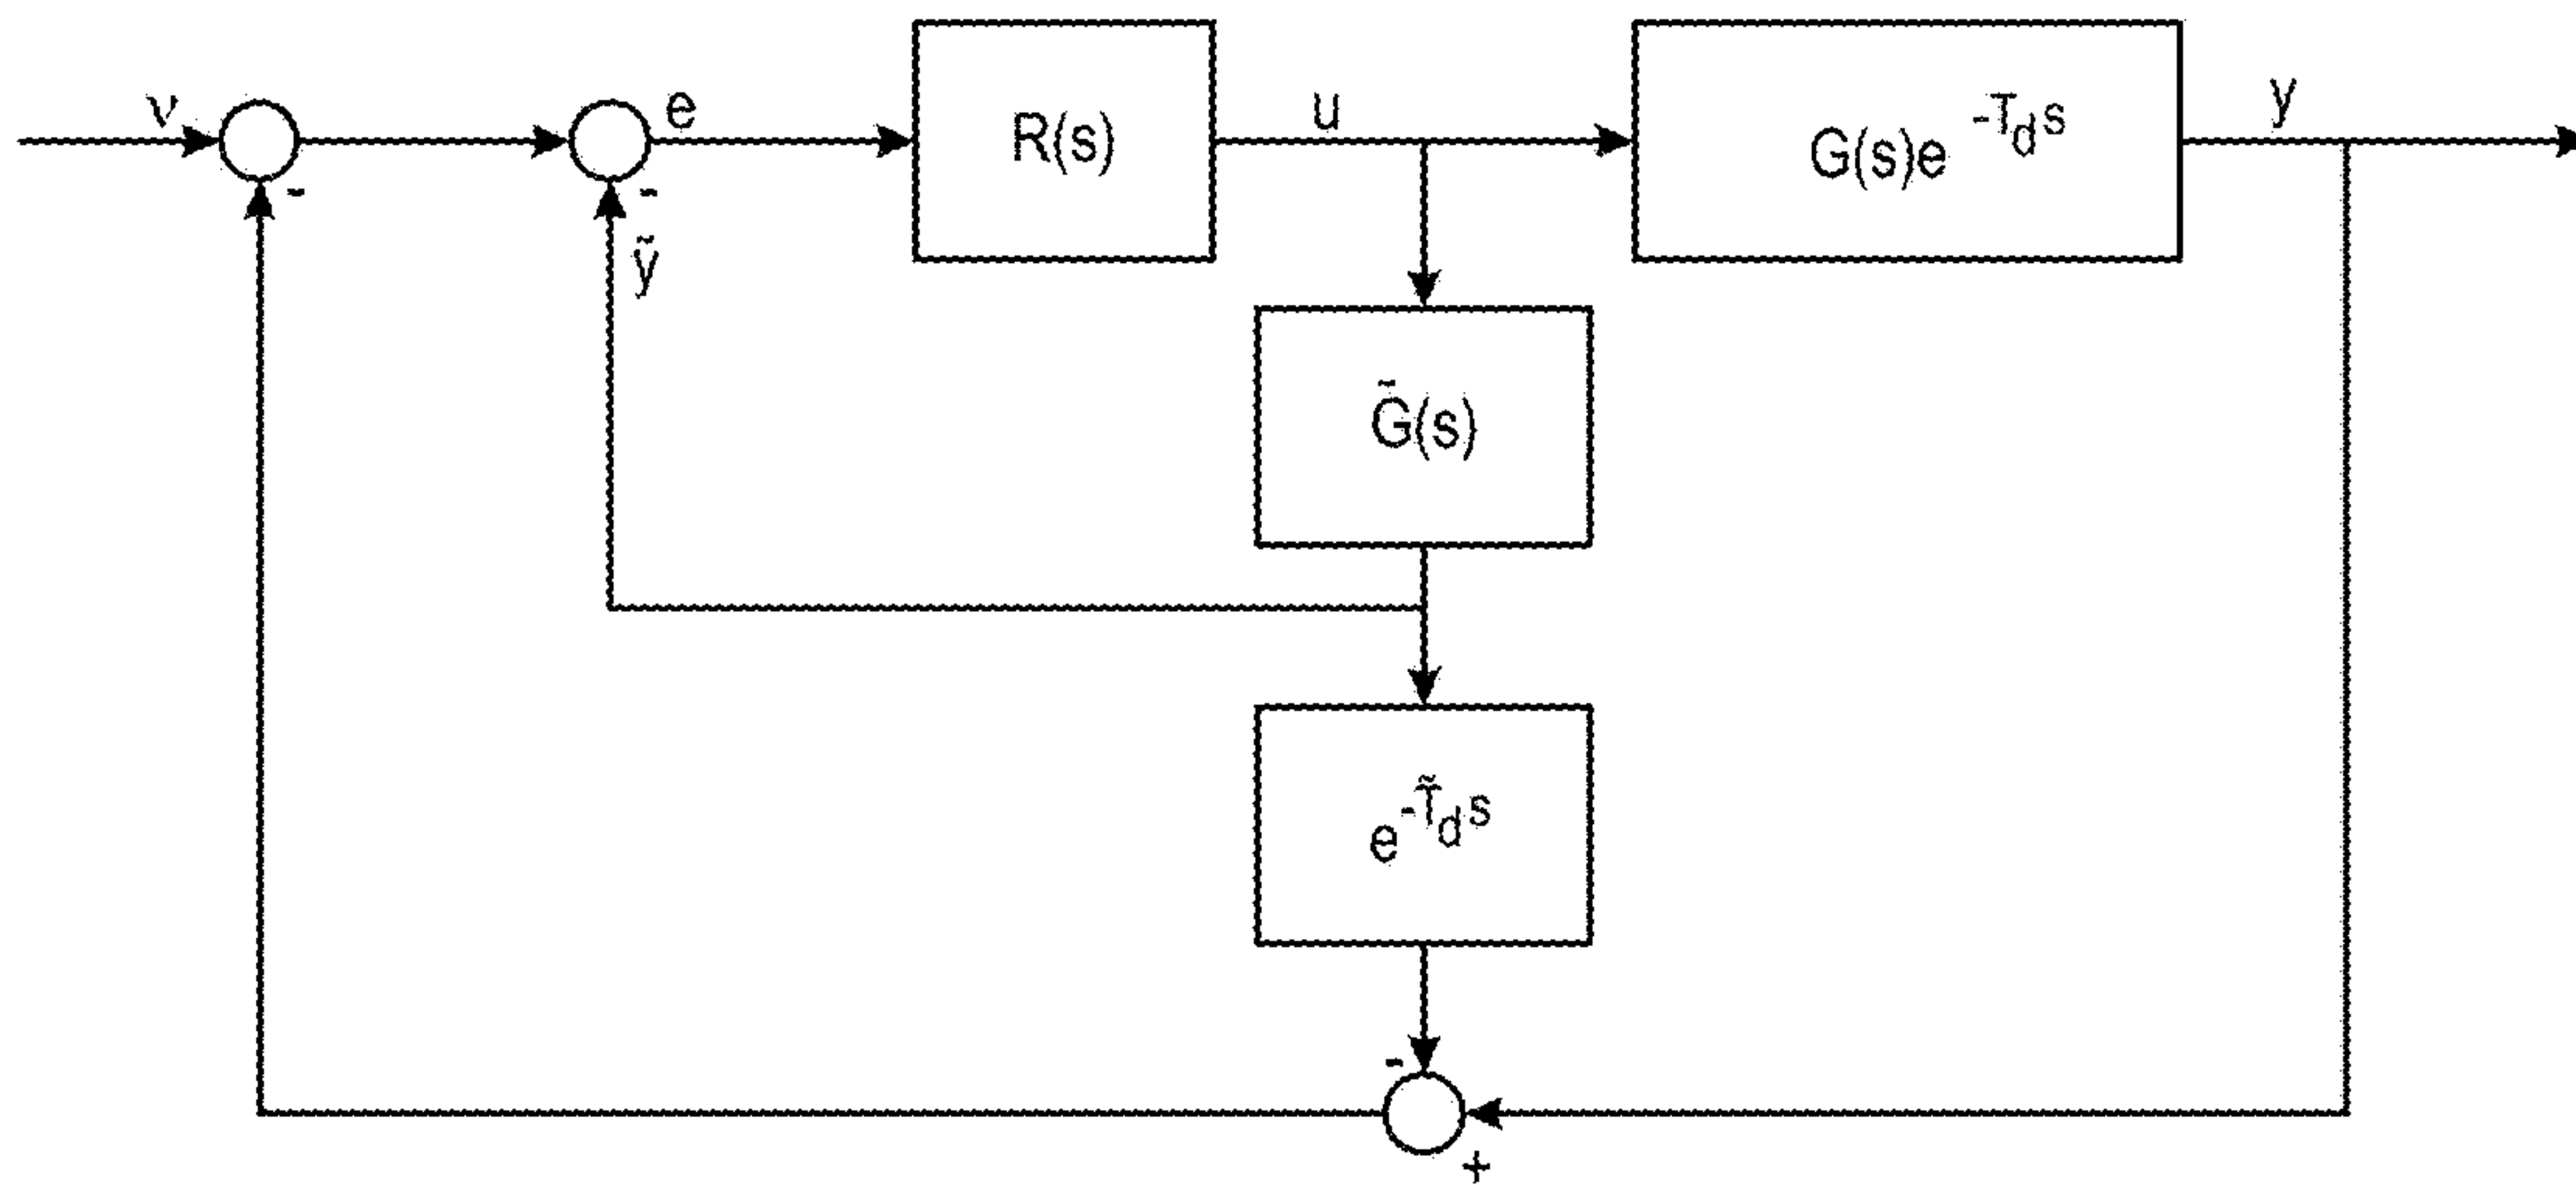 ν
e
R(s)
u
G(s)e^{-T_d s}
y
-
-
ỹ
G̃(s)
e^{-T̃_d s}
-
+